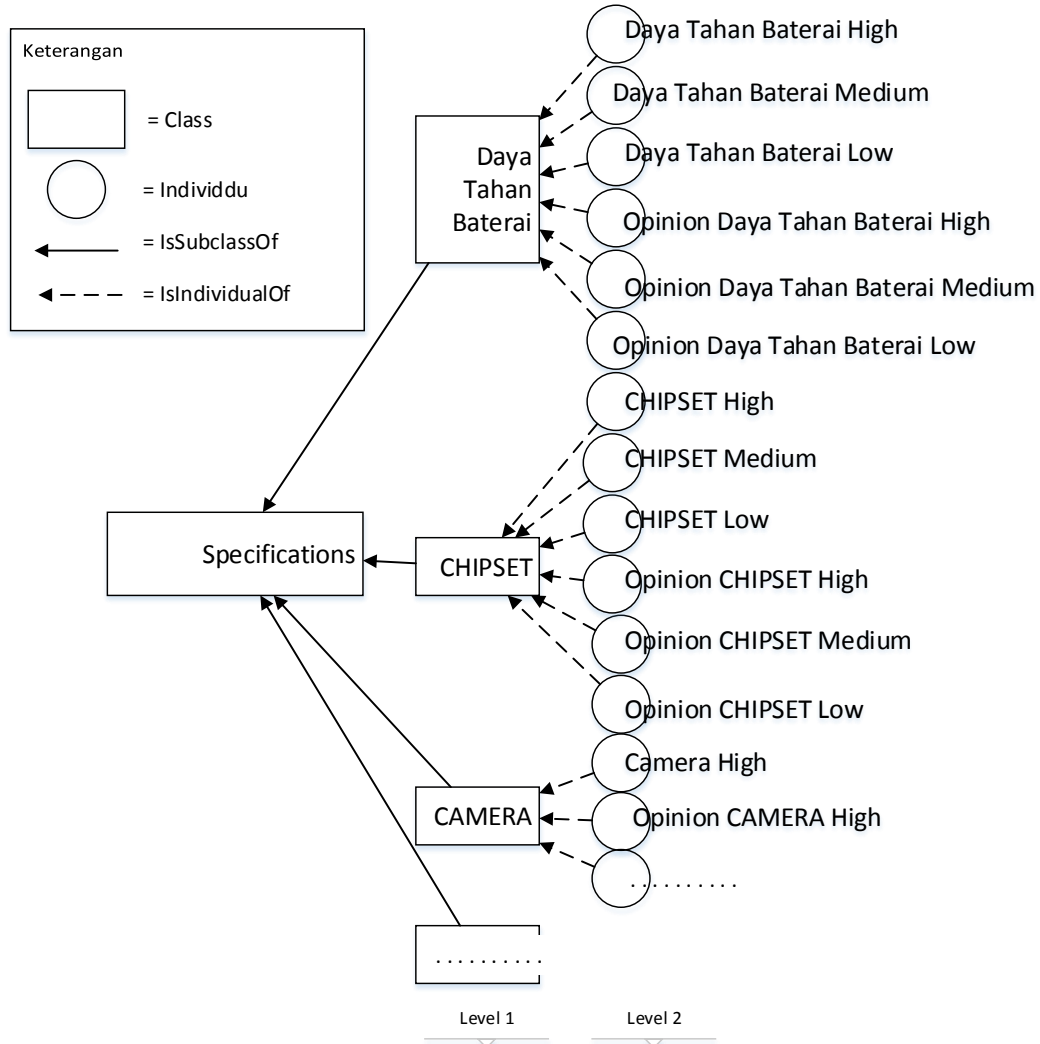 Keterangan
= Class
= Individdu
= IsSubclassOf
= IsIndividualOf
Specifications
Daya
Tahan
Baterai
CHIPSET
CAMERA
. . . . . . . . . .
Daya Tahan Baterai High
Daya Tahan Baterai Medium
Daya Tahan Baterai Low
Opinion Daya Tahan Baterai High
Opinion Daya Tahan Baterai Medium
Opinion Daya Tahan Baterai Low
CHIPSET High
CHIPSET Medium
CHIPSET Low
Opinion CHIPSET High
Opinion CHIPSET Medium
Opinion CHIPSET Low
Camera High
Opinion CAMERA High
. . . . . . . . . .
Level 1
Level 2